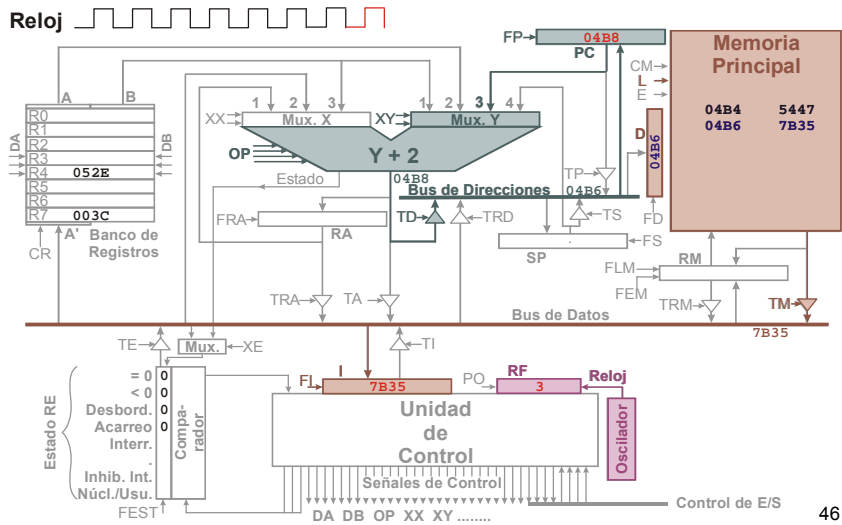 Reloj
FP
04B8
PC
Memoria
Principal
CM
L
E
04B4 5447
04B6 7B35
A B
1 2 3
1 2 3 4
XX
Mux. X
XY
Mux. Y
R0
R1
R2
R3
R4 052E
R5
R6
R7 003C
DA
DB
OP
Y + 2
D
04B6
Estado
04B8
TP
Bus de Direcciones
04B6
FRA
RA
TD
TRD
TS
FD
SP
FS
A'
Banco de
Registros
CR
RM
FLM
FEM
TRA
TA
TRM
TM
Bus de Datos
7B35
TE
Mux.
XE
TI
FI
I
7B35
PO
RF
3
Reloj
Oscilador
Estado RE
= 0 0
< 0 0
Desbord. 0
Acarreo 0
Interr.
.
Inhib. Int.
Núcl./Usu.
Compa-
rador
FEST
Unidad
de
Control
Señales de Control
DA DB OP XX XY ........
Control de E/S
46